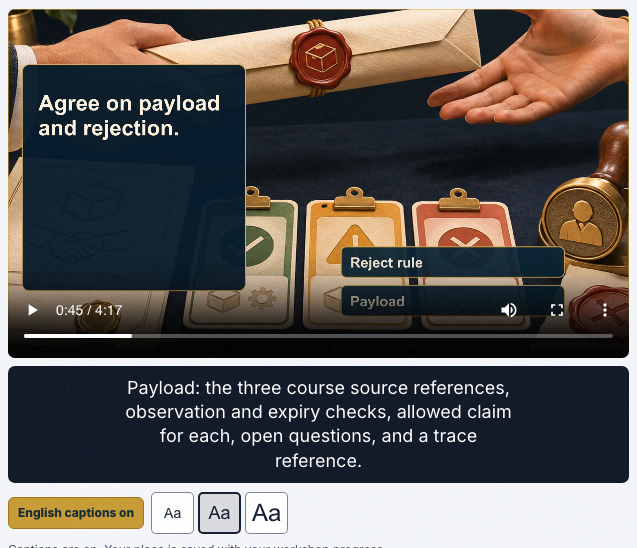 Agree on payload
and rejection.
Reject rule
Payload
0:45 / 4:17
Payload: the three course source references,
observation and expiry checks, allowed claim
for each, open questions, and a trace
reference.
English captions on
Aa
Aa
Aa